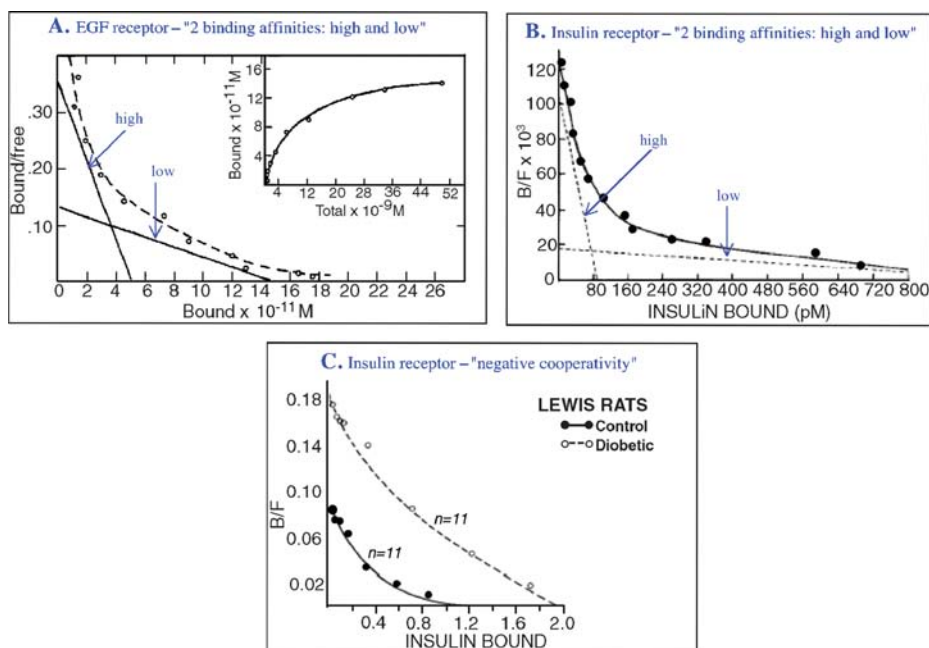 A. EGF receptor – "2 binding affinities: high and low"
Bound/free
.30
.20
.10
high
low
0 2 4 6 8 10 12 14 16 18 20 22 24 26
Bound x 10-11M
Bound x 10-11M
16
12
8
4
4 12 20 28 36 44 52
Total x 10-9M
B. Insulin receptor – "2 binding affinities: high and low"
B/F x 10³
120
100
80
60
40
20
0
high
low
80 160 240 320 400 480 560 640 720 800
INSULiN BOUND (pM)
C. Insulin receptor – "negative cooperativity"
B/F
0.18
0.14
0.10
0.06
0.02
LEWIS RATS
Control
Diabetic
n=11
n=11
0.4 0.8 1.2 1.6 2.0
INSULIN BOUND